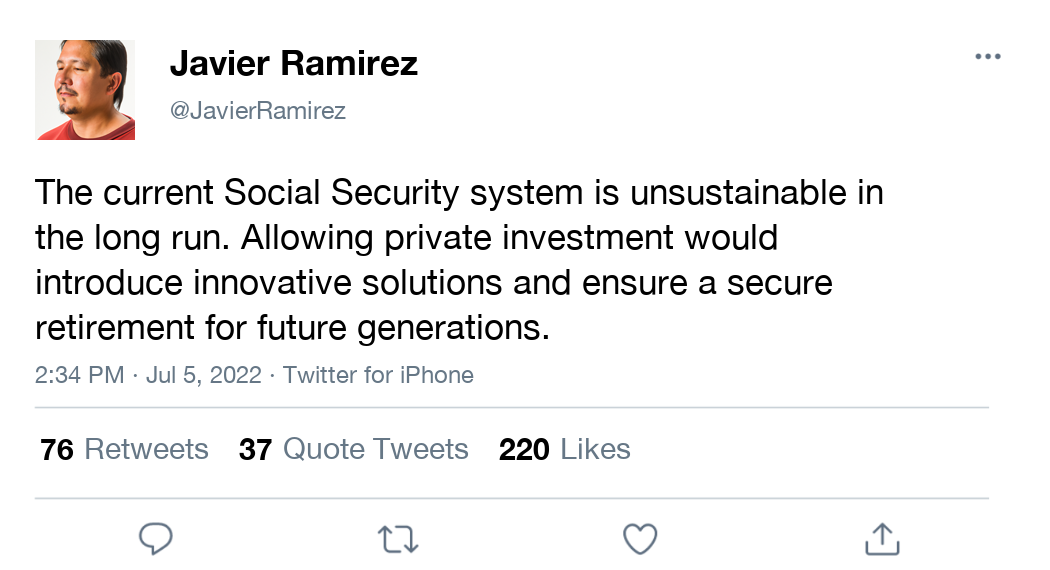 Javier Ramirez
@JavierRamirez
The current Social Security system is unsustainable in
the long run. Allowing private investment would
introduce innovative solutions and ensure a secure
retirement for future generations.
2:34 PM · Jul 5, 2022 · Twitter for iPhone
76 Retweets 37 Quote Tweets 220 Likes